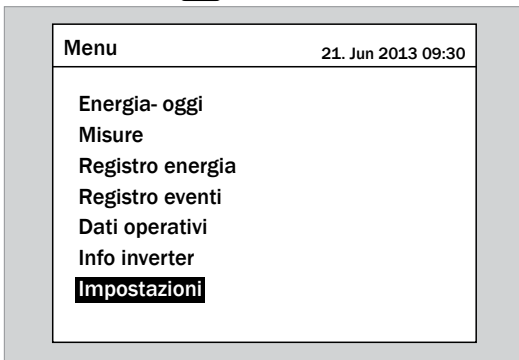 Menu 21. Jun 2013 09:30
Energia- oggi
Misure
Registro energia
Registro eventi
Dati operativi
Info inverter
Impostazioni